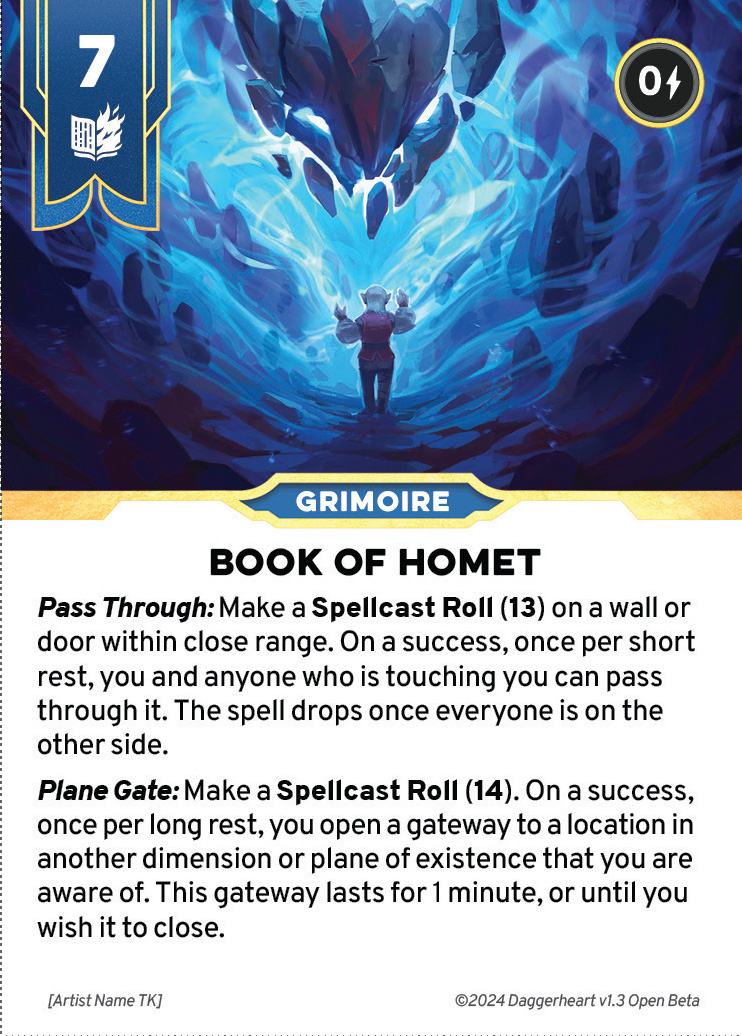 7
0
GRIMOIRE
BOOK OF HOMET
Pass Through: Make a Spellcast Roll (13) on a wall or
door within close range. On a success, once per short
rest, you and anyone who is touching you can pass
through it. The spell drops once everyone is on the
other side.
Plane Gate: Make a Spellcast Roll (14). On a success,
once per long rest, you open a gateway to a location in
another dimension or plane of existence that you are
aware of. This gateway lasts for 1 minute, or until you
wish it to close.
[Artist Name TK]
©2024 Daggerheart v1.3 Open Beta